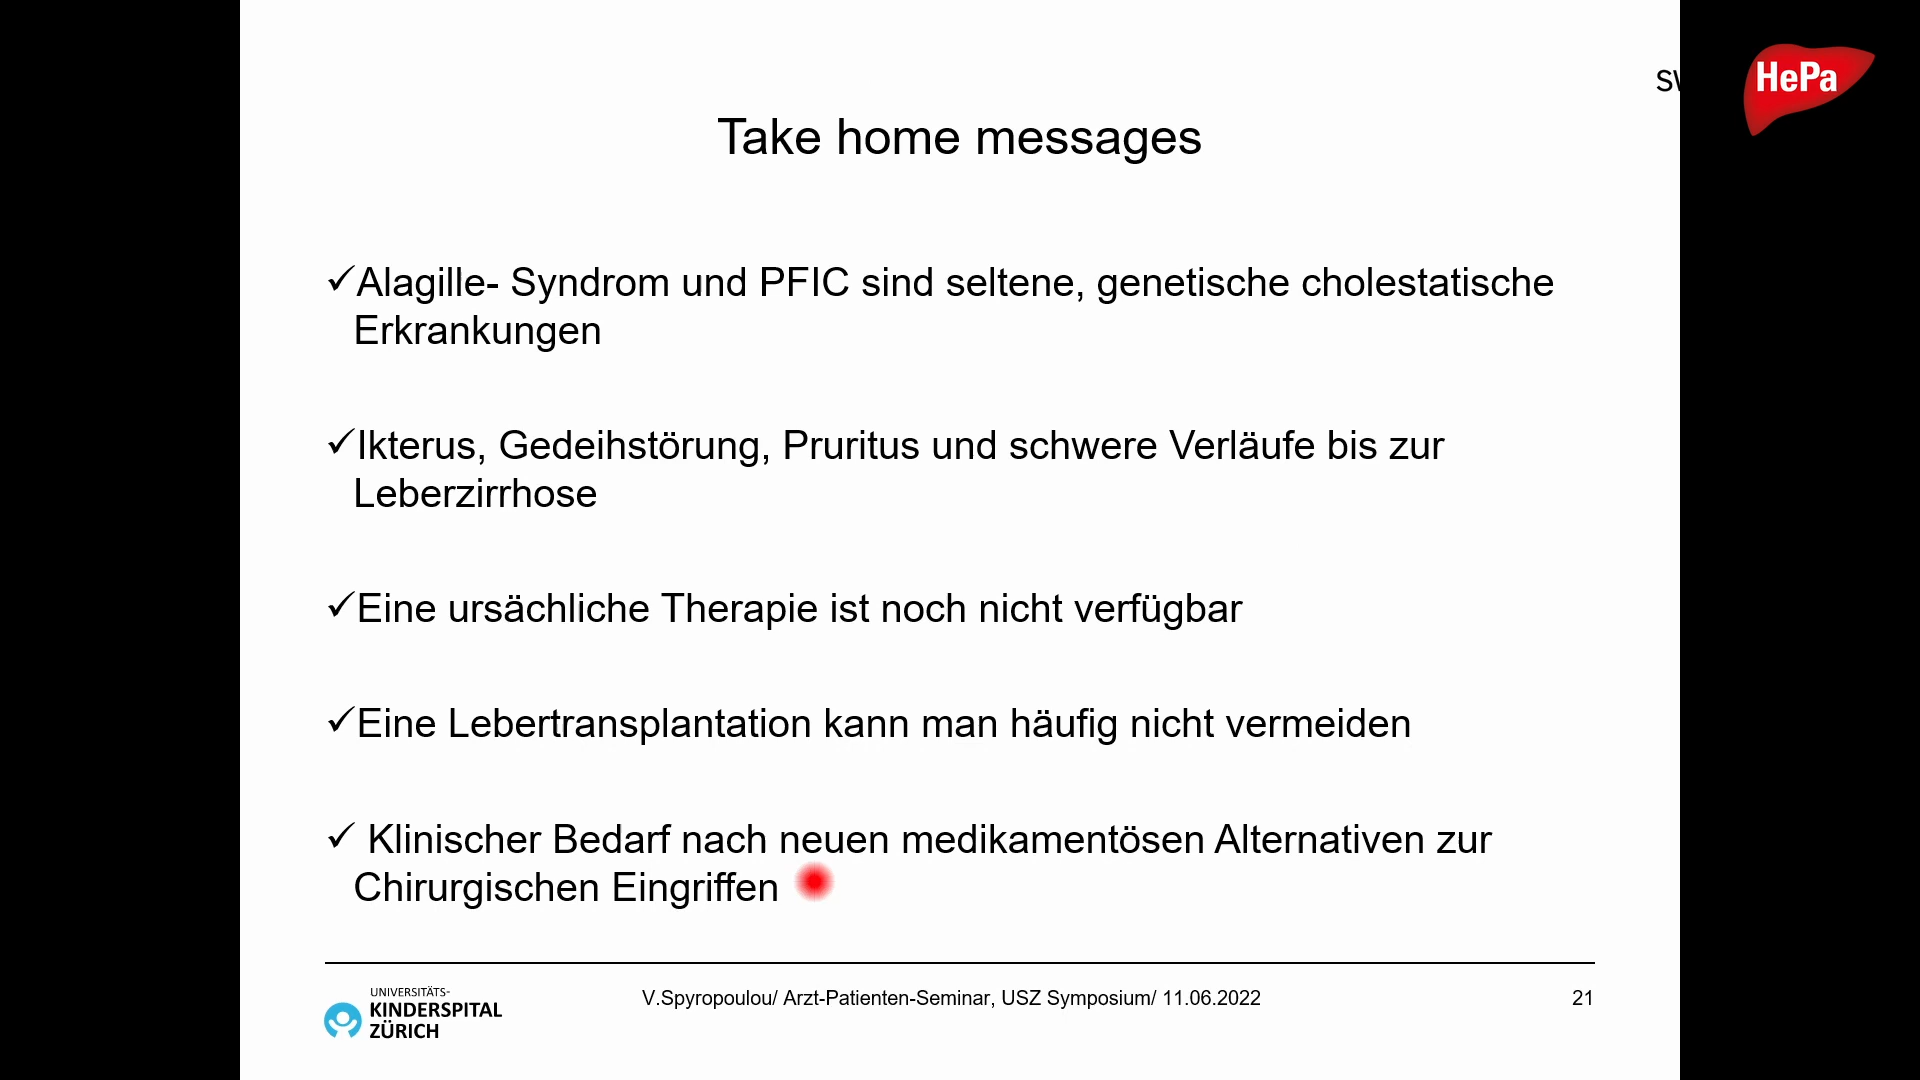 HePa
Take home messages
✓Alagille- Syndrom und PFIC sind seltene, genetische cholestatische
Erkrankungen
✓Ikterus, Gedeihstörung, Pruritus und schwere Verläufe bis zur
Leberzirrhose
✓Eine ursächliche Therapie ist noch nicht verfügbar
✓Eine Lebertransplantation kann man häufig nicht vermeiden
✓ Klinischer Bedarf nach neuen medikamentösen Alternativen zur
Chirurgischen Eingriffen
UNIVERSITÄTS-
KINDERSPITAL
ZÜRICH
V.Spyropoulou/ Arzt-Patienten-Seminar, USZ Symposium/ 11.06.2022
21